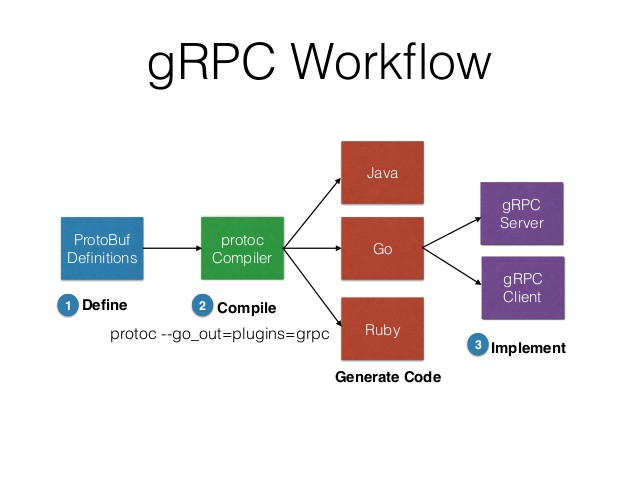 gRPC Workflow
ProtoBuf
Definitions
1 Define
protoc
Compiler
2 Compile
protoc --go_out=plugins=grpc
Java
Go
Ruby
Generate Code
gRPC
Server
gRPC
Client
3 Implement